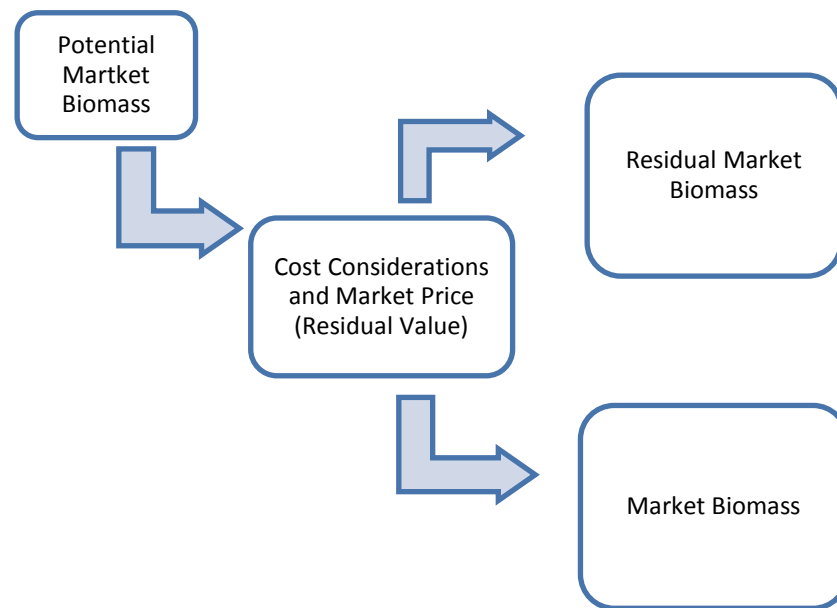 Potential
Martket
Biomass
Residual Market
Biomass
Cost Considerations
and Market Price
(Residual Value)
Market Biomass